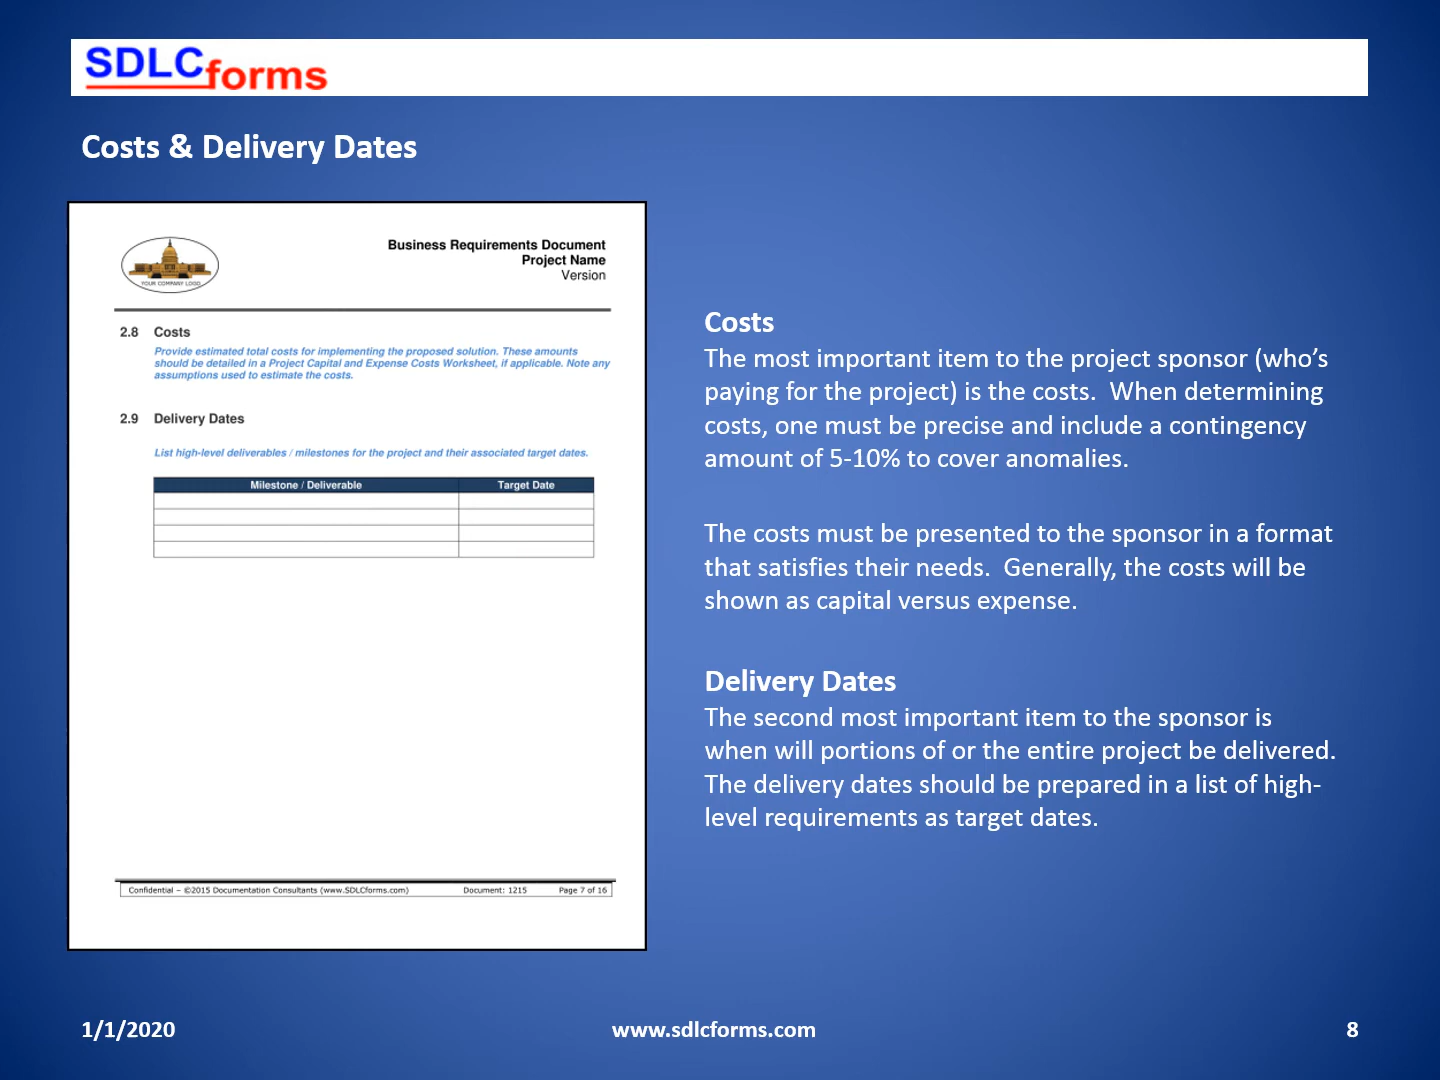 SDLCforms
Costs & Delivery Dates
YOUR COMPANY LOGO
Business Requirements Document
Project Name
Version
2.8 Costs
Provide estimated total costs for implementing the proposed solution. These amounts
should be detailed in a Project Capital and Expense Costs Worksheet, if applicable. Note any
assumptions used to estimate the costs.
2.9 Delivery Dates
List high-level deliverables / milestones for the project and their associated target dates.
Milestone / Deliverable Target Date
Confidential – ©2015 Documentation Consultants (www.SDLCforms.com) Document: 1215 Page 7 of 16
Costs
The most important item to the project sponsor (who’s
paying for the project) is the costs.  When determining
costs, one must be precise and include a contingency
amount of 5-10% to cover anomalies.
The costs must be presented to the sponsor in a format
that satisfies their needs.  Generally, the costs will be
shown as capital versus expense.
Delivery Dates
The second most important item to the sponsor is
when will portions of or the entire project be delivered.
The delivery dates should be prepared in a list of high-
level requirements as target dates.
1/1/2020 www.sdlcforms.com 8